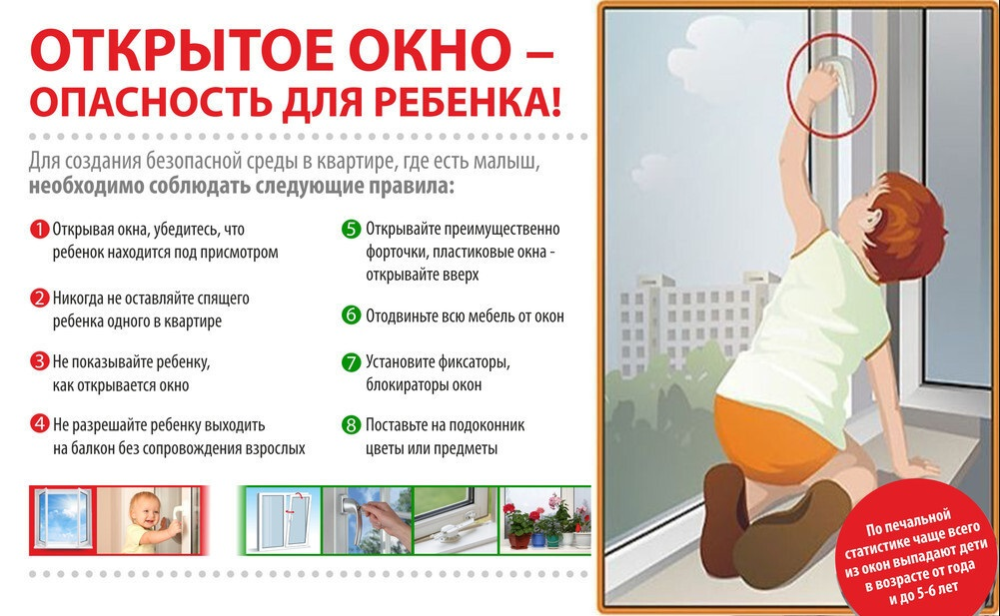 ОТКРЫТОЕ ОКНО –
ОПАСНОСТЬ ДЛЯ РЕБЕНКА!
Для создания безопасной среды в квартире, где есть малыш,
необходимо соблюдать следующие правила:
1 Открывая окна, убедитесь, что
ребенок находится под присмотром
2 Никогда не оставляйте спящего
ребенка одного в квартире
3 Не показывайте ребенку,
как открывается окно
4 Не разрешайте ребенку выходить
на балкон без сопровождения взрослых
5 Открывайте преимущественно
форточки, пластиковые окна -
открывайте вверх
6 Отодвиньте всю мебель от окон
7 Установите фиксаторы,
блокираторы окон
8 Поставьте на подоконник
цветы или предметы
По печальной
статистике чаще всего
из окон выпадают дети
в возрасте от года
и до 5-6 лет